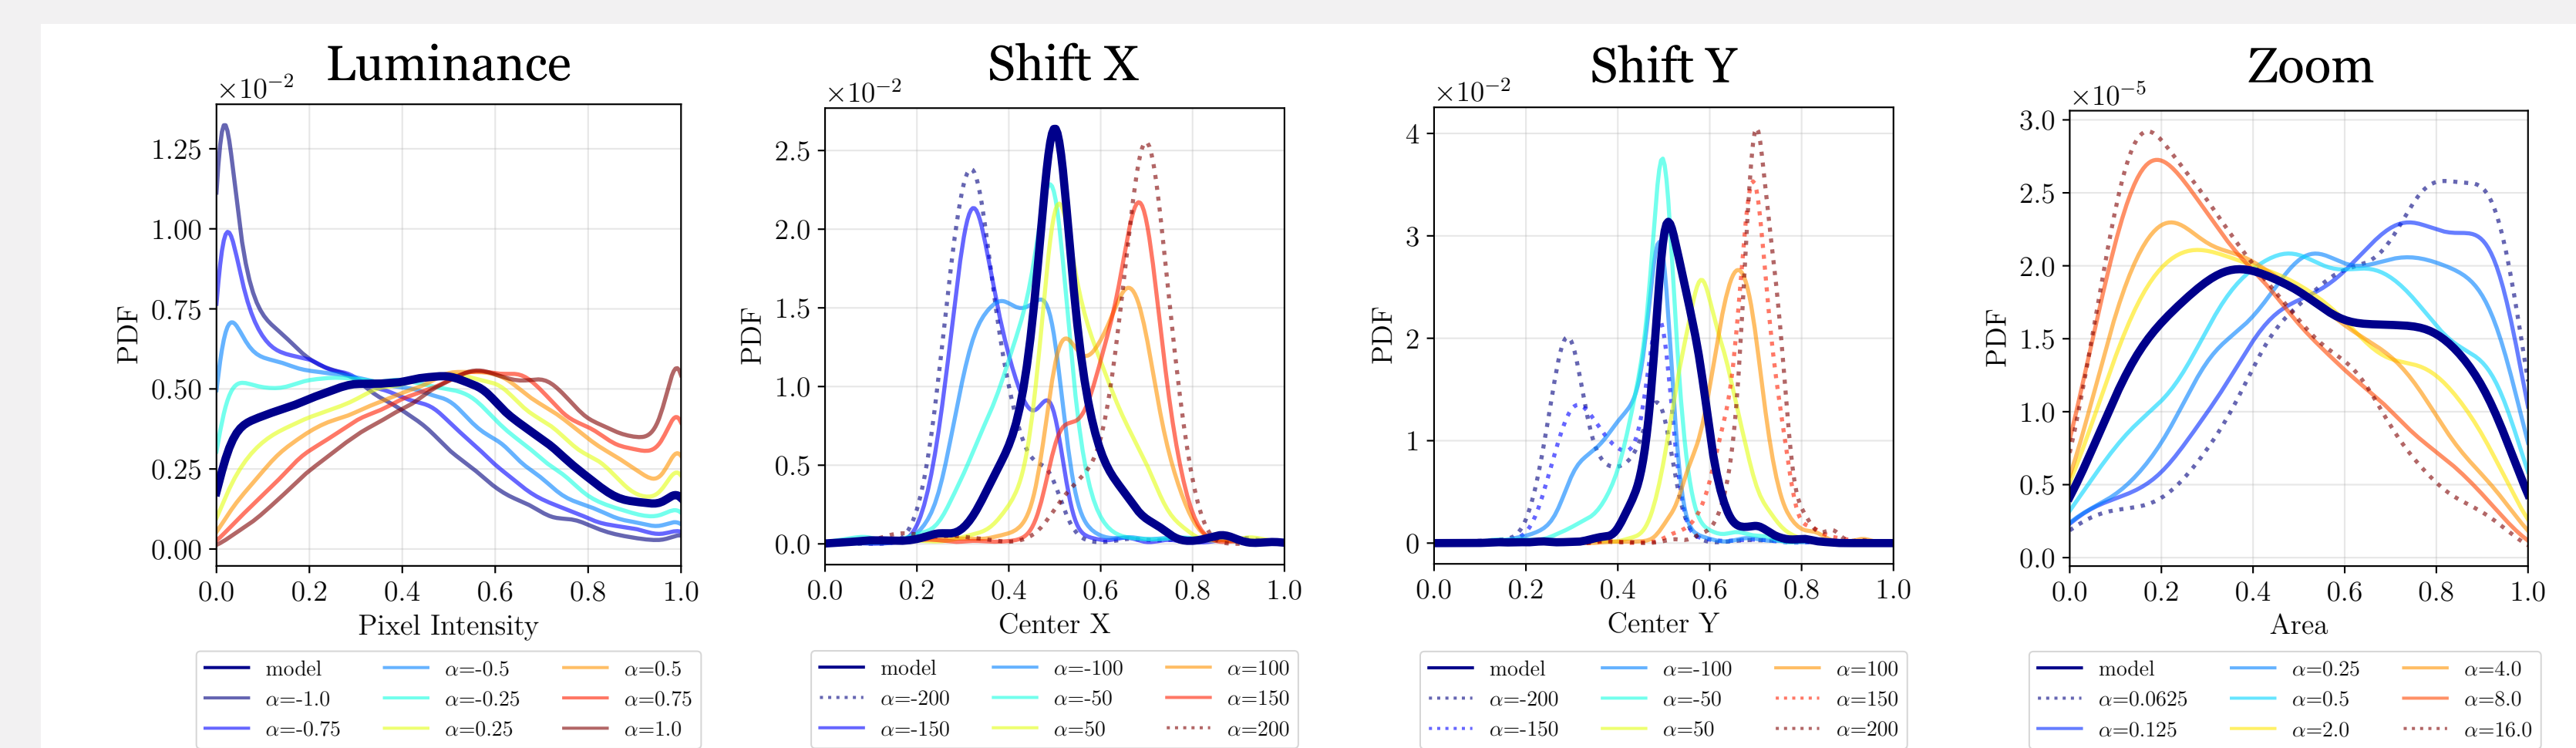 Luminance
×10⁻²
1.25
1.00
0.75
0.50
0.25
0.00
PDF
0.0 0.2 0.4 0.6 0.8 1.0
Pixel Intensity
model α=-0.5 α=0.5
α=-1.0 α=-0.25 α=0.75
α=-0.75 α=0.25 α=1.0
Shift X
×10⁻²
2.5
2.0
1.5
1.0
0.5
0.0
PDF
0.0 0.2 0.4 0.6 0.8 1.0
Center X
model α=-100 α=100
α=-200 α=-50 α=150
α=-150 α=50 α=200
Shift Y
×10⁻²
4
3
2
1
0
PDF
0.0 0.2 0.4 0.6 0.8 1.0
Center Y
model α=-100 α=100
α=-200 α=-50 α=150
α=-150 α=50 α=200
Zoom
×10⁻⁵
3.0
2.5
2.0
1.5
1.0
0.5
0.0
PDF
0.0 0.2 0.4 0.6 0.8 1.0
Area
model α=0.25 α=4.0
α=0.0625 α=0.5 α=8.0
α=0.125 α=2.0 α=16.0